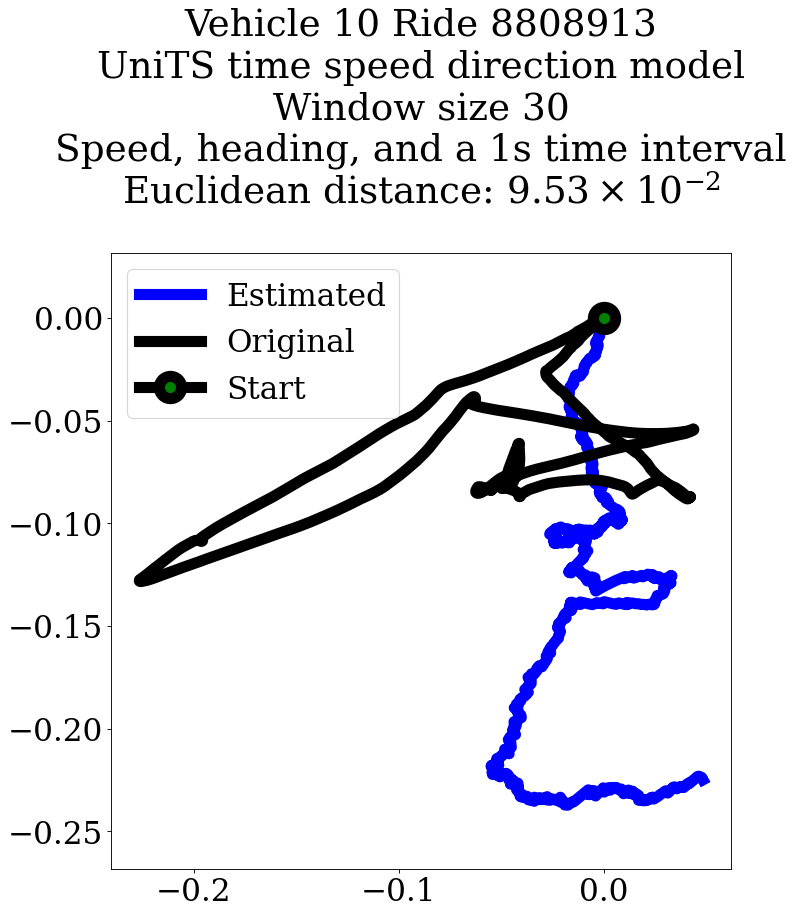 Vehicle 10 Ride 8808913
UniTS time speed direction model
Window size 30
Speed, heading, and a 1s time interval
Euclidean distance: 9.53 × 10⁻²
Estimated
Original
Start
0.00
−0.05
−0.10
−0.15
−0.20
−0.25
−0.2
−0.1
0.0